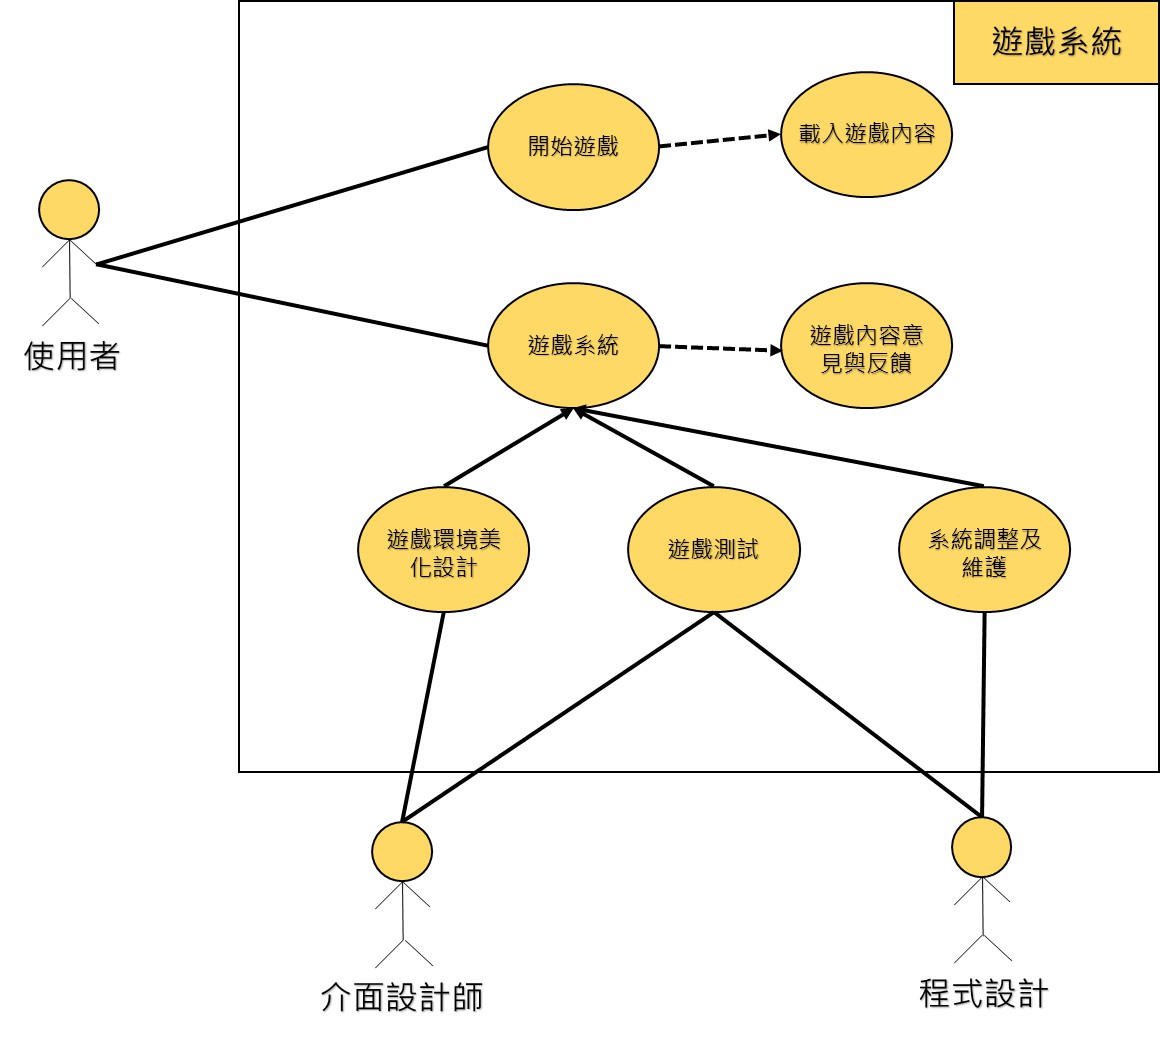 遊戲系統
開始遊戲
載入遊戲內容
使用者
遊戲系統
遊戲內容意
見與反饋
遊戲環境美
化設計
遊戲測試
系統調整及
維護
介面設計師
程式設計